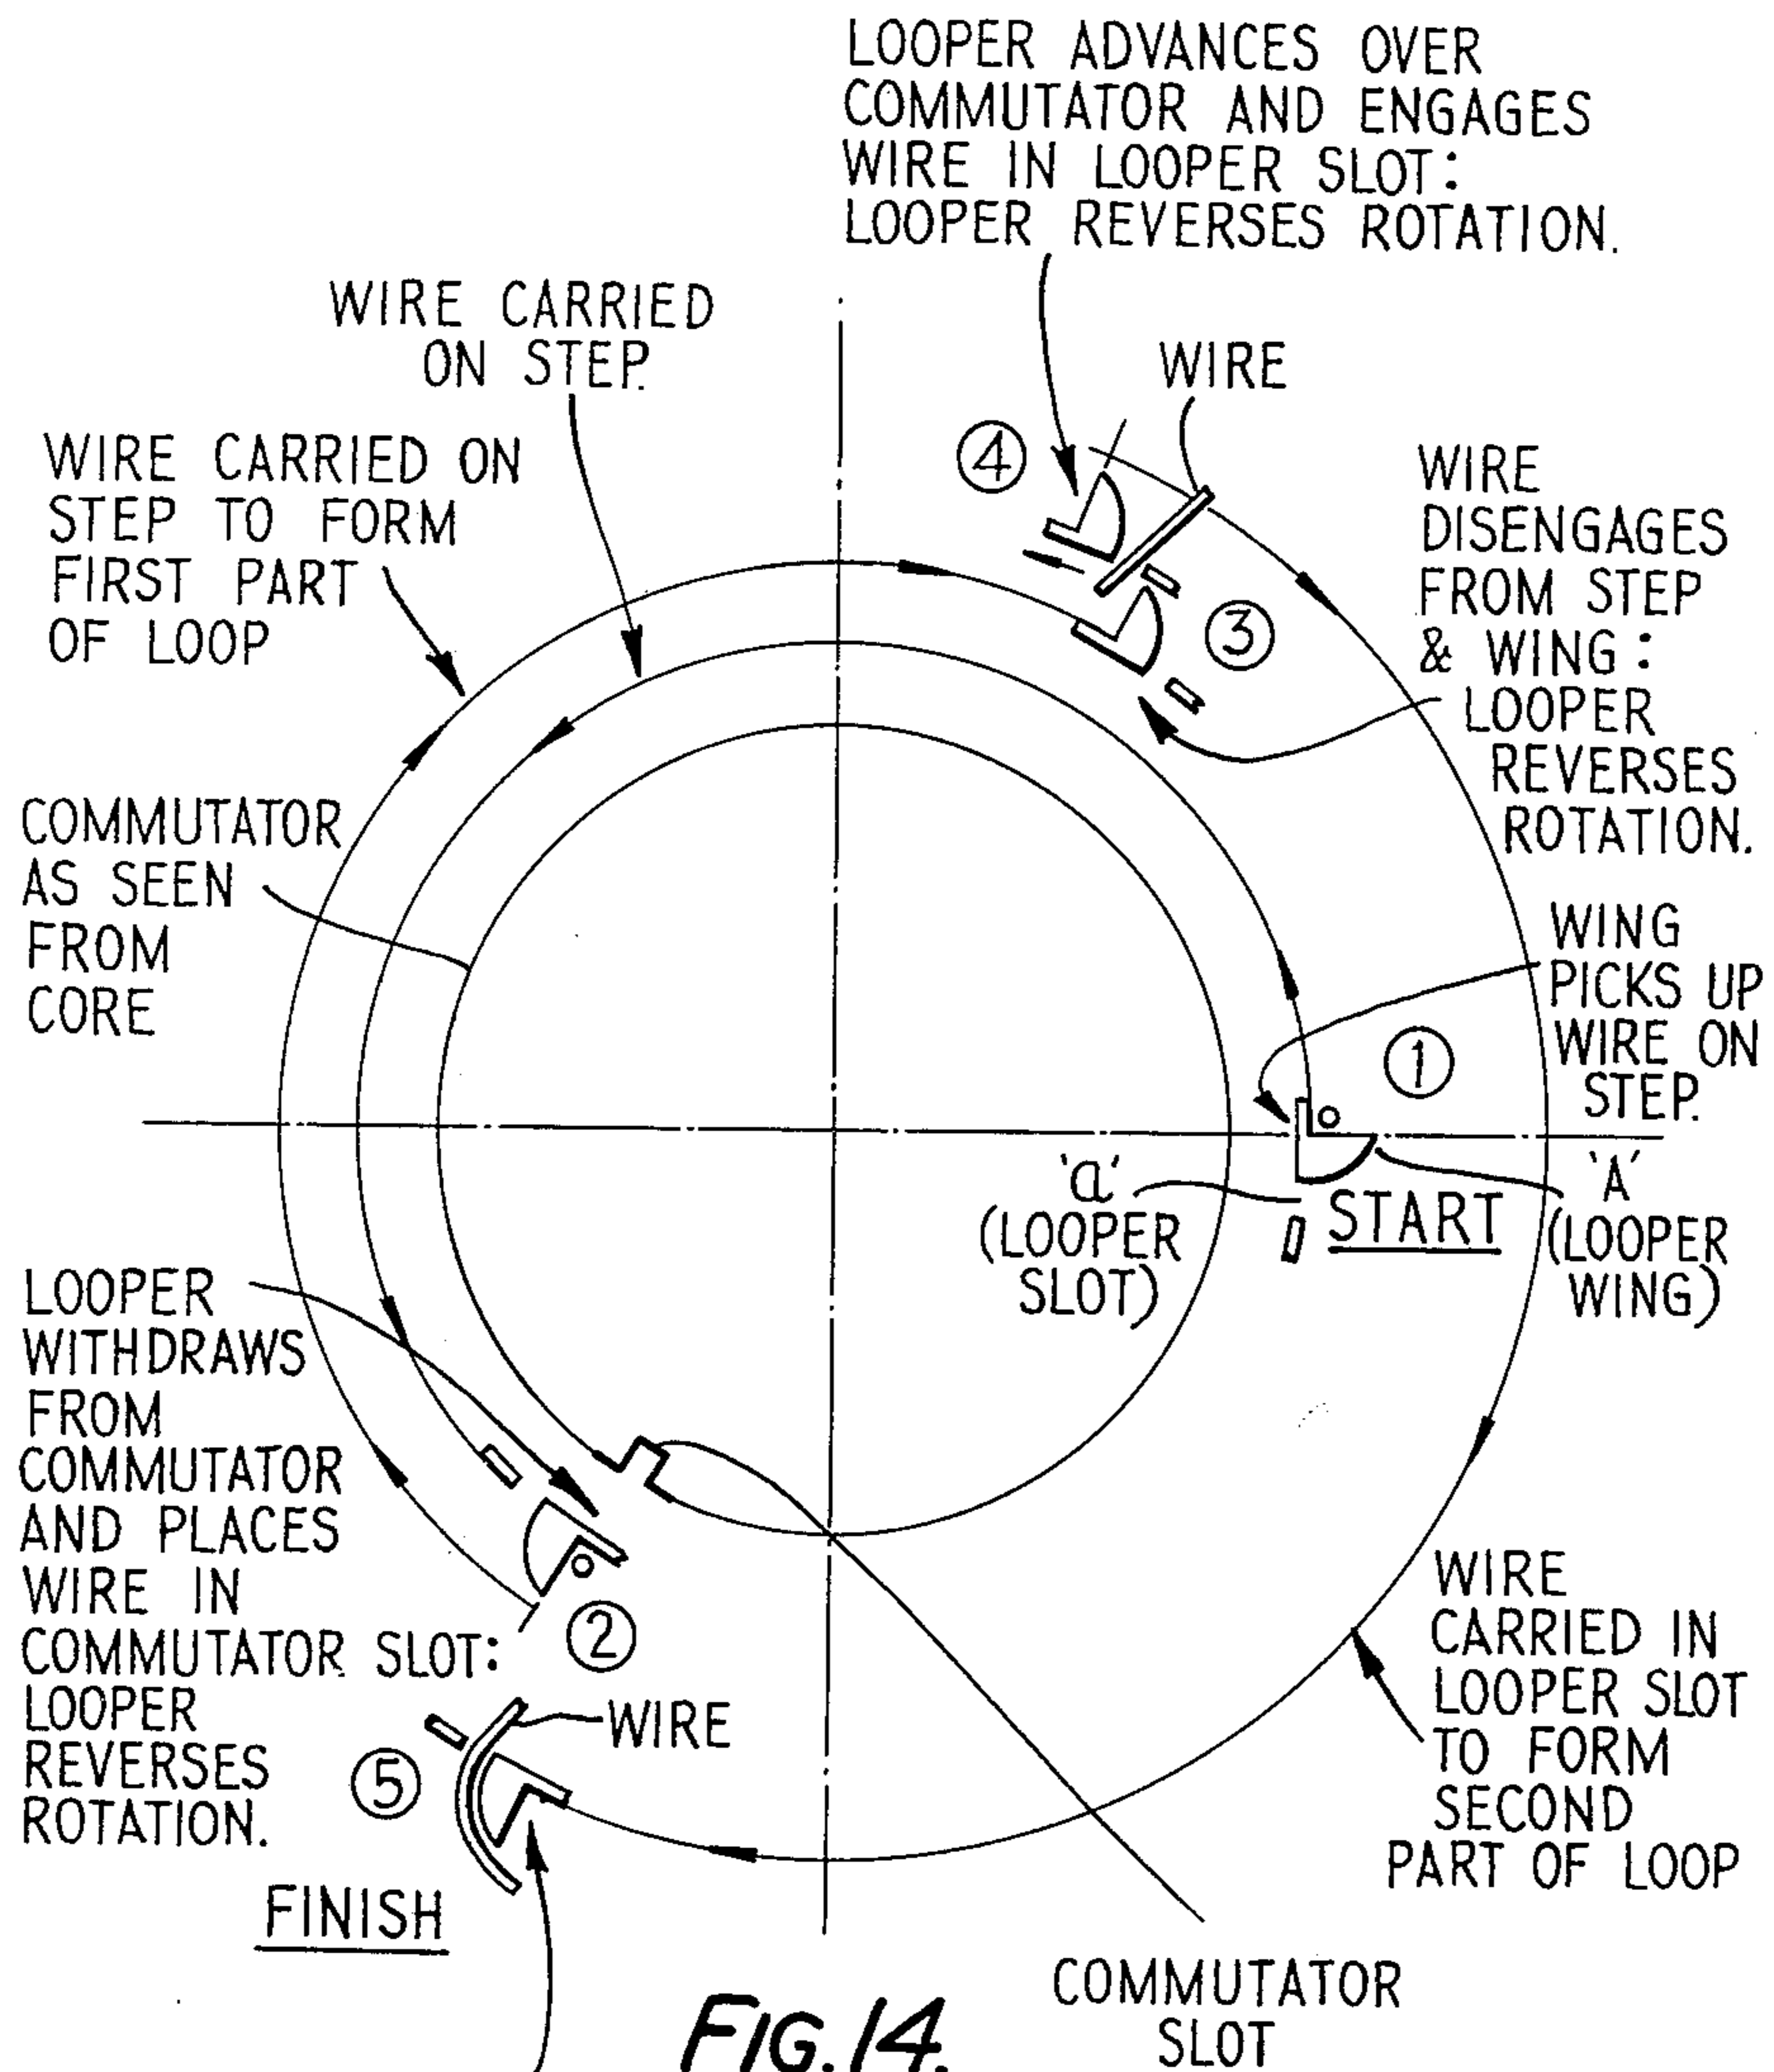 LOOPER ADVANCES OVER
COMMUTATOR AND ENGAGES
WIRE IN LOOPER SLOT:
LOOPER REVERSES ROTATION.
WIRE CARRIED
ON STEP.
WIRE
④
WIRE CARRIED ON
STEP TO FORM
FIRST PART
OF LOOP
WIRE
DISENGAGES
FROM STEP
& WING:
LOOPER
REVERSES
ROTATION.
③
COMMUTATOR
AS SEEN
FROM
CORE
WING
PICKS UP
WIRE ON
STEP.
①
'a'
(LOOPER
SLOT)
START
'A'
(LOOPER
WING)
LOOPER
WITHDRAWS
FROM
COMMUTATOR
AND PLACES
WIRE IN
COMMUTATOR SLOT:
LOOPER
REVERSES
ROTATION.
②
WIRE
⑤
FINISH
WIRE
CARRIED IN
LOOPER SLOT
TO FORM
SECOND
PART OF LOOP
COMMUTATOR
SLOT
FIG.14.